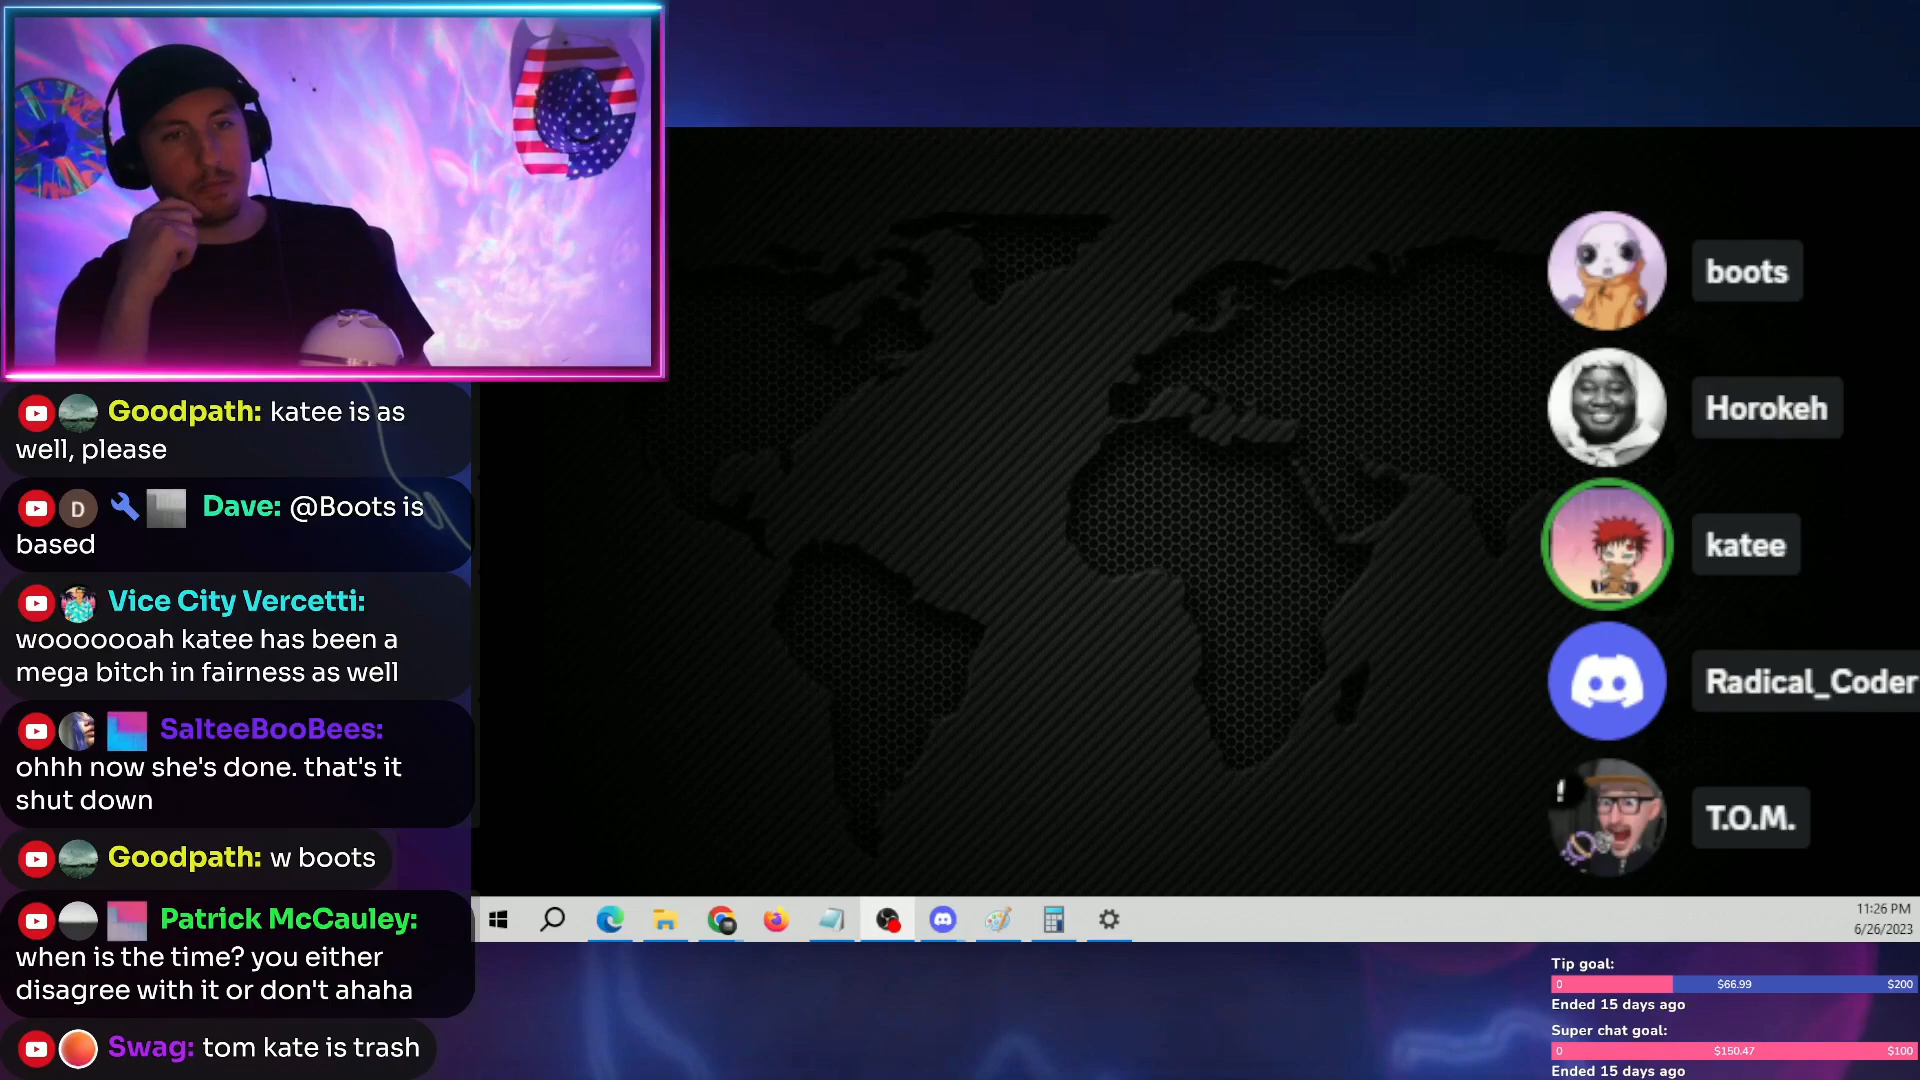 boots
Horokeh
katee
Radical_Coder
T.O.M.
Goodpath: katee is as
well, please
D
Dave: @Boots is
based
Vice City Vercetti:
wooooooah katee has been a
mega bitch in fairness as well
SalteeBooBees:
ohhh now she's done. that's it
shut down
Goodpath: w boots
Patrick McCauley:
when is the time? you either
disagree with it or don't ahaha
Swag: tom kate is trash
11:26 PM
6/26/2023
Tip goal:
0 $66.99 $200
Ended 15 days ago
Super chat goal:
0 $150.47 $100
Ended 15 days ago